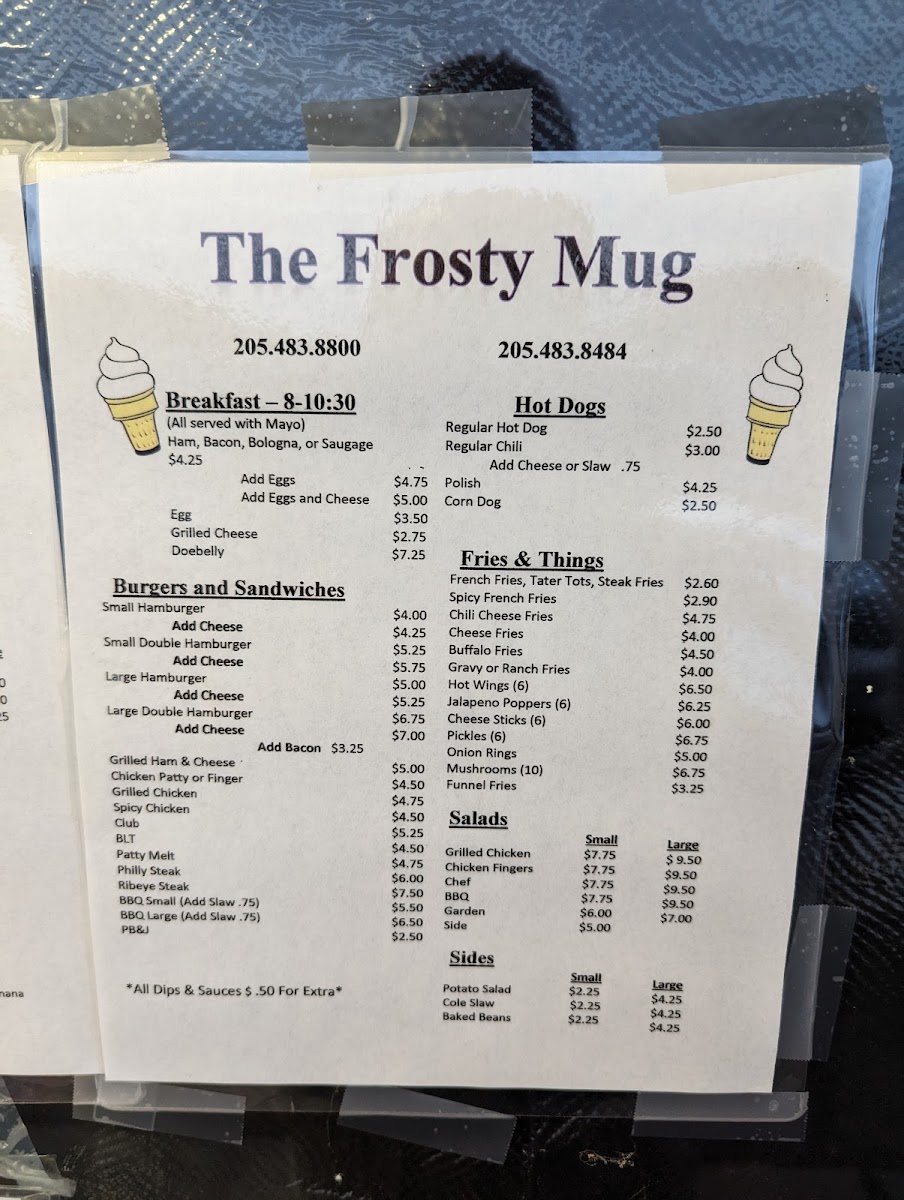 The Frosty Mug
205.483.8800 205.483.8484
Breakfast – 8-10:30
(All served with Mayo)
Ham, Bacon, Bologna, or Saugage
$4.25
Add Eggs $4.75
Add Eggs and Cheese $5.00
Egg $3.50
Grilled Cheese $2.75
Doebelly $7.25
Burgers and Sandwiches
Small Hamburger $4.00
Add Cheese $4.25
Small Double Hamburger $5.25
Add Cheese $5.75
Large Hamburger $5.00
Add Cheese $5.25
Large Double Hamburger $6.75
Add Cheese $7.00
Add Bacon $3.25
Grilled Ham & Cheese $5.00
Chicken Patty or Finger $4.50
Grilled Chicken $4.75
Spicy Chicken $4.50
Club $5.25
BLT $4.50
Patty Melt $4.75
Philly Steak $6.00
Ribeye Steak $7.50
BBQ Small (Add Slaw .75) $5.50
BBQ Large (Add Slaw .75) $6.50
PB&J $2.50
*All Dips & Sauces $ .50 For Extra*
Hot Dogs
Regular Hot Dog $2.50
Regular Chili $3.00
Add Cheese or Slaw .75
Polish $4.25
Corn Dog $2.50
Fries & Things
French Fries, Tater Tots, Steak Fries $2.60
Spicy French Fries $2.90
Chili Cheese Fries $4.75
Cheese Fries $4.00
Buffalo Fries $4.50
Gravy or Ranch Fries $4.00
Hot Wings (6) $6.50
Jalapeno Poppers (6) $6.25
Cheese Sticks (6) $6.00
Pickles (6) $6.75
Onion Rings $5.00
Mushrooms (10) $6.75
Funnel Fries $3.25
Salads
Small Large
Grilled Chicken $7.75 $ 9.50
Chicken Fingers $7.75 $9.50
Chef $7.75 $9.50
BBQ $7.75 $9.50
Garden $6.00 $7.00
Side $5.00
Sides
Small Large
Potato Salad $2.25 $4.25
Cole Slaw $2.25 $4.25
Baked Beans $2.25 $4.25